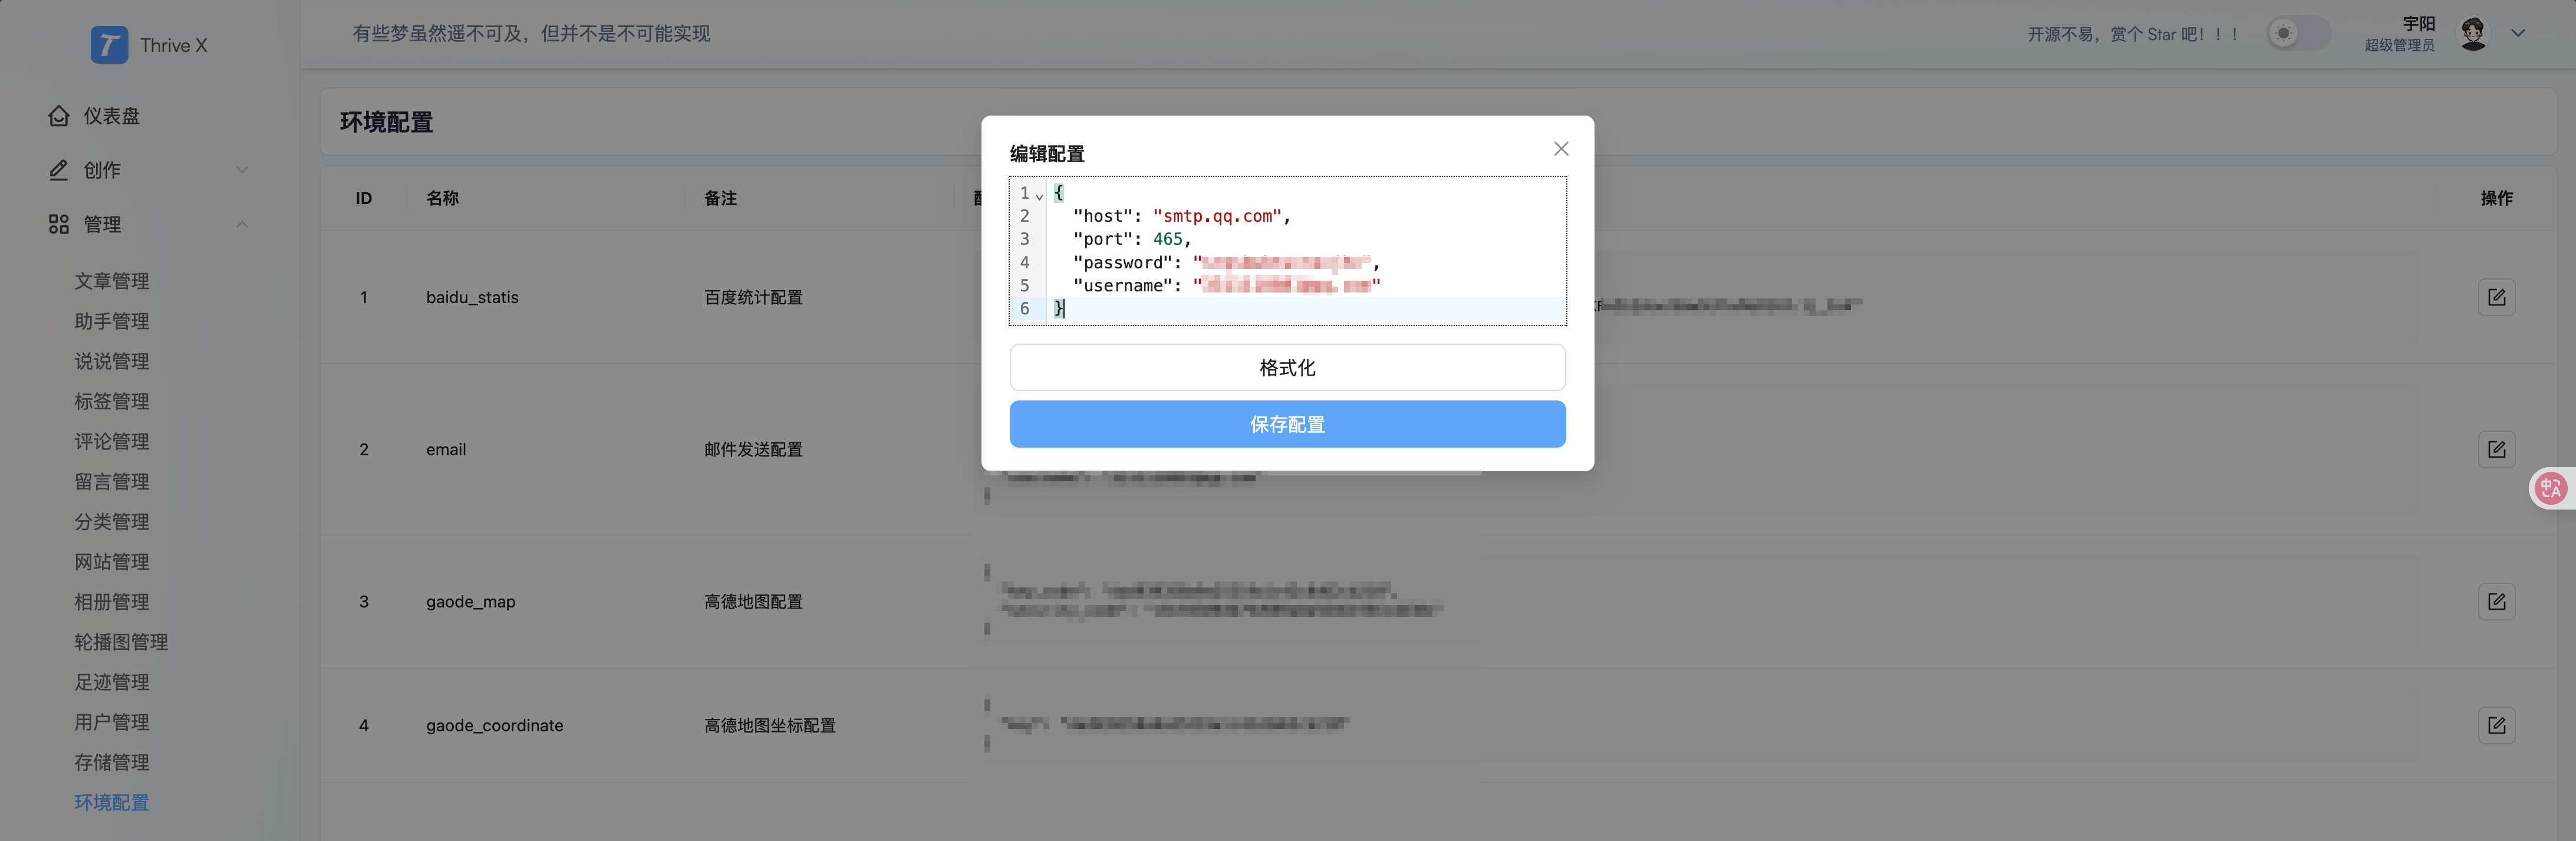 Thrive X
有些梦虽然遥不可及，但并不是不可能实现
开源不易，赏个 Star 吧！！！
宇阳
超级管理员
仪表盘
创作
管理
文章管理
助手管理
说说管理
标签管理
评论管理
留言管理
分类管理
网站管理
相册管理
轮播图管理
足迹管理
用户管理
存储管理
环境配置
环境配置
ID 名称 备注 操作
1 baidu_statis 百度统计配置
2 email 邮件发送配置
3 gaode_map 高德地图配置
4 gaode_coordinate 高德地图坐标配置
编辑配置
1 {
2 "host": "smtp.qq.com",
3 "port": 465,
4 "password": " ",
5 "username": " "
6 }
格式化
保存配置